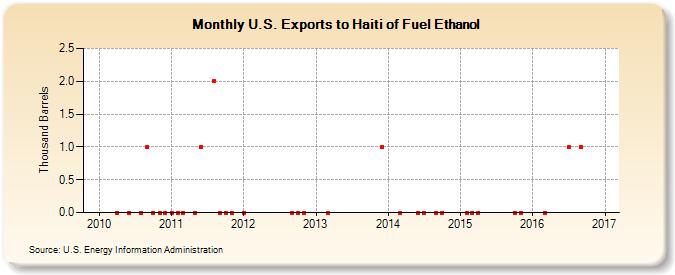 Monthly U.S. Exports to Haiti of Fuel Ethanol
Thousand Barrels
2.5
2.0
1.5
1.0
0.5
0.0
2010 2011 2012 2013 2014 2015 2016 2017
Source: U.S. Energy Information Administration